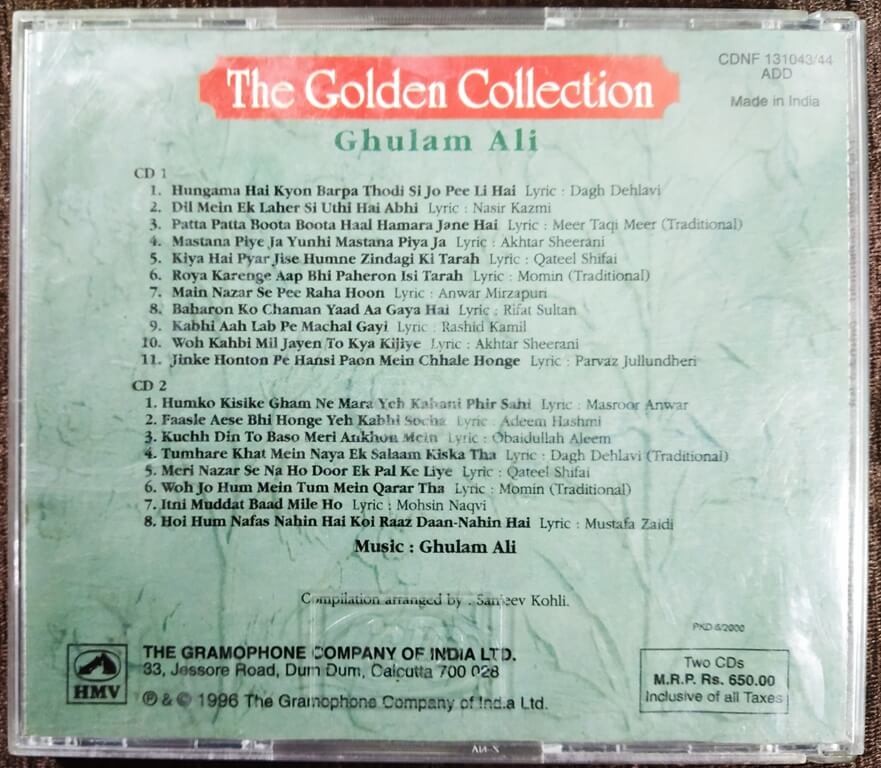 The Golden Collection
Ghulam Ali
CDNF 131043/44
ADD
Made in India
CD 1
1. Hungama Hai Kyon Barpa Thodi Si Jo Pee Li Hai Lyric : Dagh Dehlavi
2. Dil Mein Ek Laher Si Uthi Hai Abhi Lyric : Nasir Kazmi
3. Patta Patta Boota Boota Haal Hamara Jane Hai Lyric : Meer Taqi Meer (Traditional)
4. Mastana Piye Ja Yunhi Mastana Piya Ja Lyric : Akhtar Sheerani
5. Kiya Hai Pyar Jise Humne Zindagi Ki Tarah Lyric : Qateel Shifai
6. Roya Karenge Aap Bhi Paheron Isi Tarah Lyric : Momin (Traditional)
7. Main Nazar Se Pee Raha Hoon Lyric : Anwar Mirzapuri
8. Baharon Ko Chaman Yaad Aa Gaya Hai Lyric : Rifat Sultan
9. Kabhi Aah Lab Pe Machal Gayi Lyric : Rashid Kamil
10. Woh Kahbi Mil Jayen To Kya Kijiye Lyric : Akhtar Sheerani
11. Jinke Honton Pe Hansi Paon Mein Chhale Honge Lyric : Parvaz Jullundheri
CD 2
1. Humko Kisike Gham Ne Mara Yeh Kahani Phir Sahi Lyric : Masroor Anwar
2. Faasle Aese Bhi Honge Yeh Kabhi Socha Lyric : Adeem Hashmi
3. Kuchh Din To Baso Meri Ankhon Mein Lyric : Obaidullah Aleem
4. Tumhare Khat Mein Naya Ek Salaam Kiska Tha Lyric : Dagh Dehlavi (Traditional)
5. Meri Nazar Se Na Ho Door Ek Pal Ke Liye Lyric : Qateel Shifai
6. Woh Jo Hum Mein Tum Mein Qarar Tha Lyric : Momin (Traditional)
7. Itni Muddat Baad Mile Ho Lyric : Mohsin Naqvi
8. Hoi Hum Nafas Nahin Hai Koi Raaz Daan-Nahin Hai Lyric : Mustafa Zaidi
Music : Ghulam Ali
Compilation arranged by : Sanjeev Kohli.
PKD 8/2000
HMV
THE GRAMOPHONE COMPANY OF INDIA LTD.
33, Jessore Road, Dum Dum, Calcutta 700 028
℗ & © 1996 The Gramophone Company of India Ltd.
Two CDs
M.R.P. Rs. 650.00
Inclusive of all Taxes